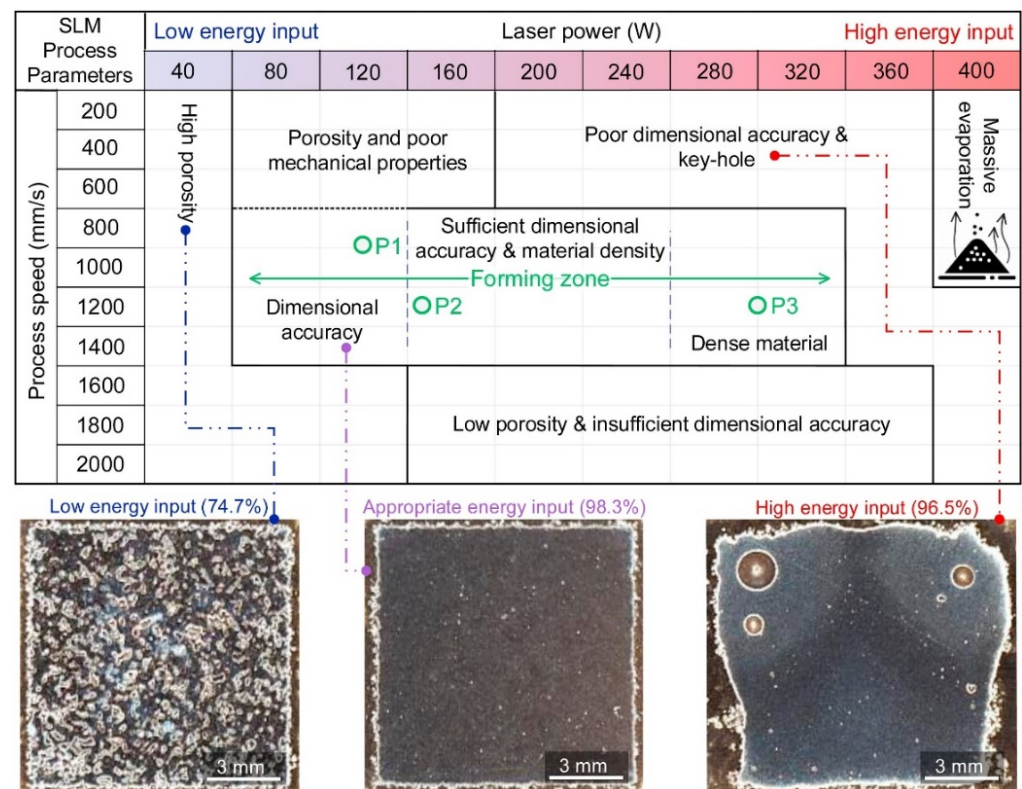 SLM
Process
Parameters
Low energy input
Laser power (W)
High energy input
40 80 120 160 200 240 280 320 360 400
Process speed (mm/s)
200
400
600
800
1000
1200
1400
1600
1800
2000
High porosity
Porosity and poor
mechanical properties
Poor dimensional accuracy &
key-hole
Massive
evaporation
Sufficient dimensional
accuracy & material density
P1
Forming zone
Dimensional
accuracy
P2
P3
Dense material
Low porosity & insufficient dimensional accuracy
Low energy input (74.7%)
Appropriate energy input (98.3%)
High energy input (96.5%)
3 mm
3 mm
3 mm